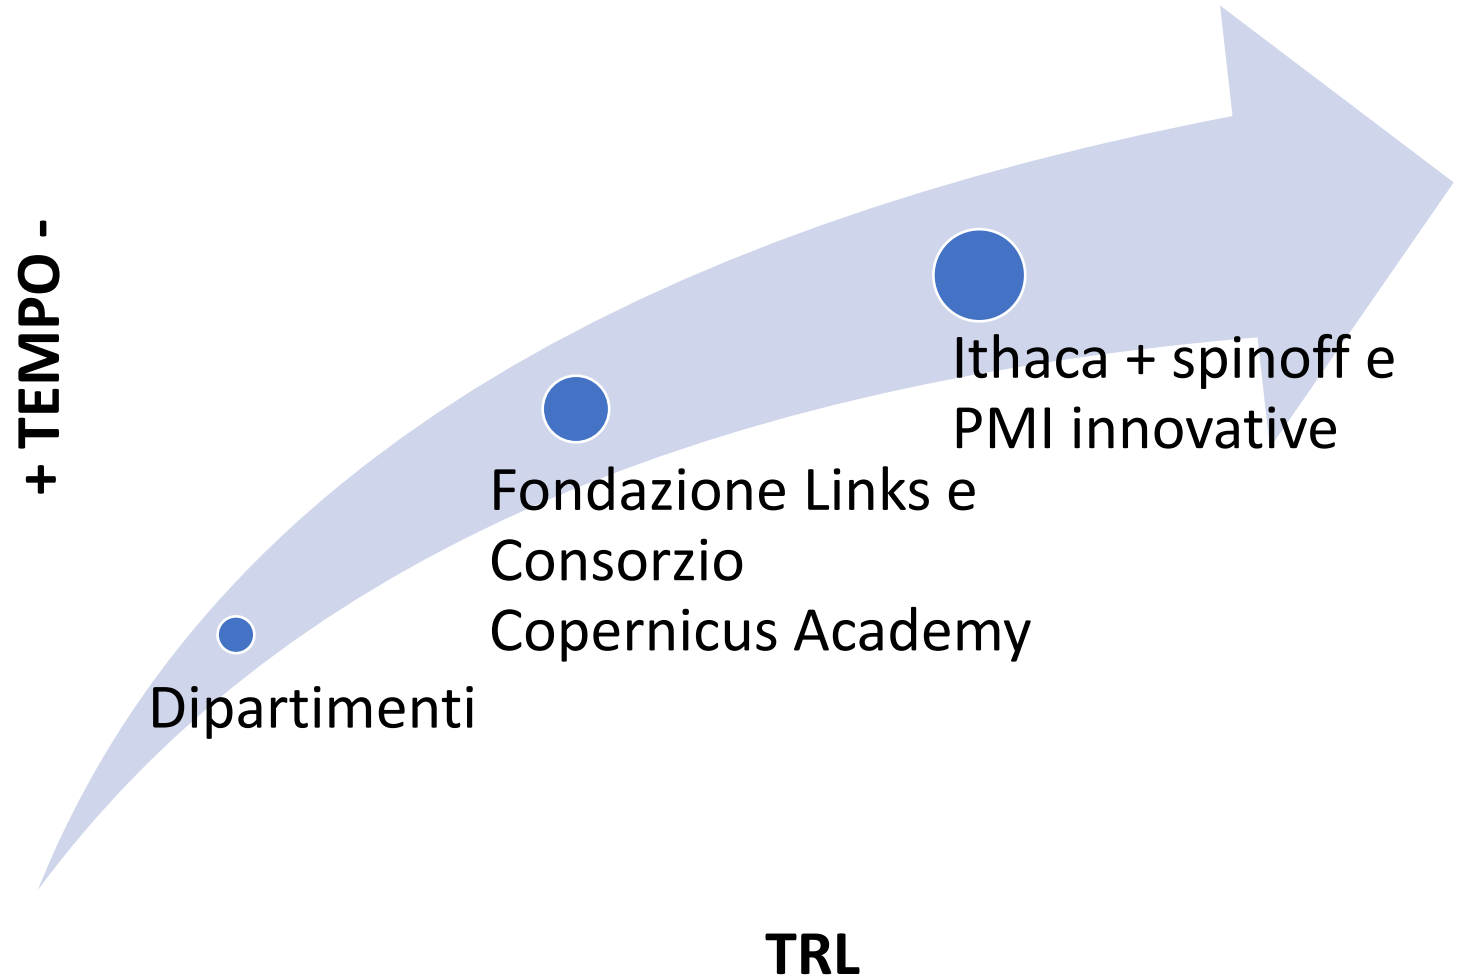 + TEMPO -
Ithaca + spinoff e
PMI innovative
Fondazione Links e
Consorzio
Copernicus Academy
Dipartimenti
TRL